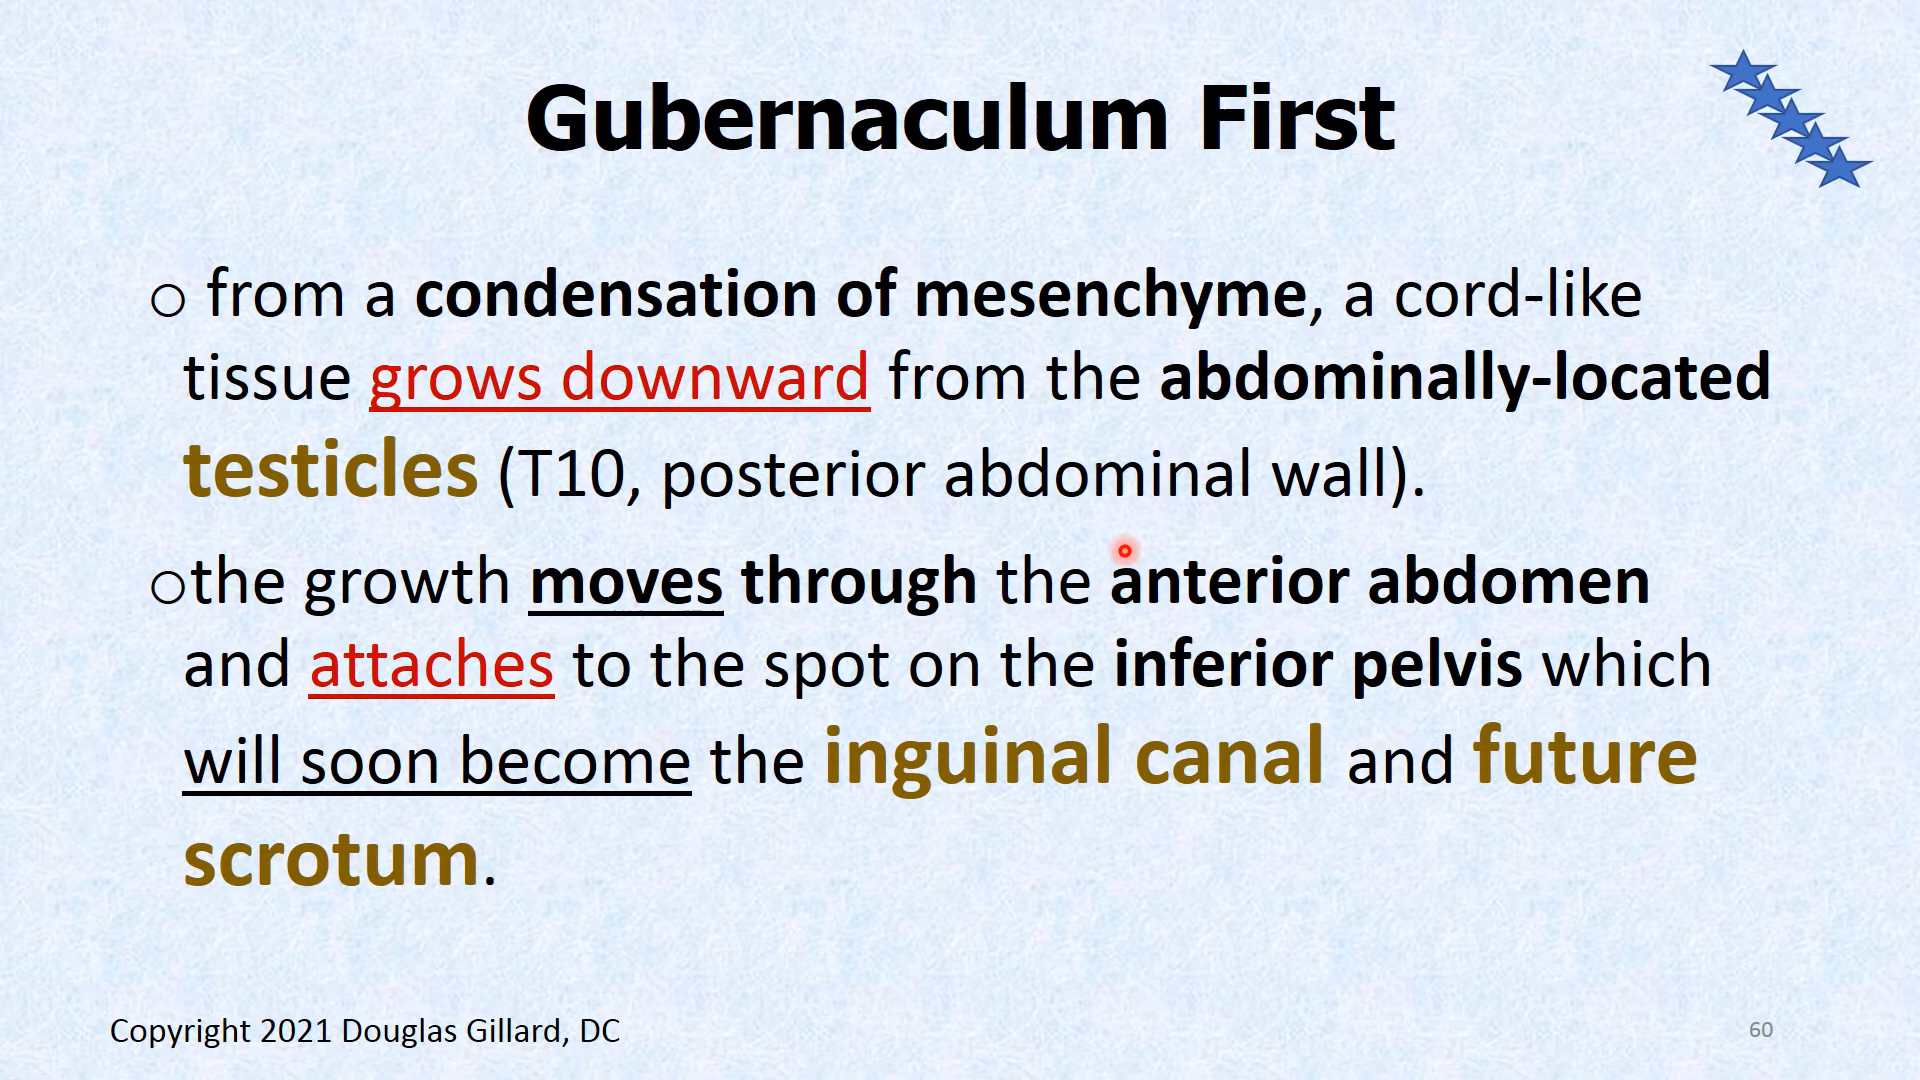 Gubernaculum First
○ from a condensation of mesenchyme, a cord-like
tissue grows downward from the abdominally-located
testicles (T10, posterior abdominal wall).
○the growth moves through the anterior abdomen
and attaches to the spot on the inferior pelvis which
will soon become the inguinal canal and future
scrotum.
Copyright 2021 Douglas Gillard, DC
60